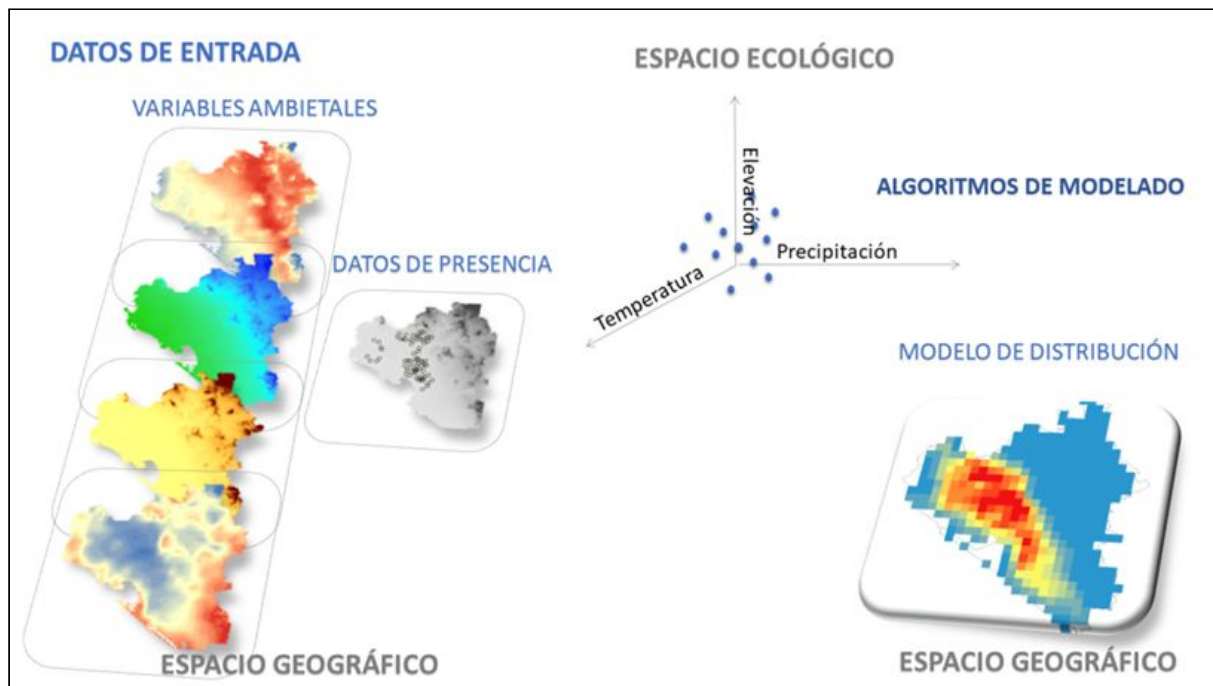 DATOS DE ENTRADA
VARIABLES AMBIETALES
DATOS DE PRESENCIA
ESPACIO GEOGRÁFICO
ESPACIO ECOLÓGICO
Elevación
Precipitación
Temperatura
ALGORITMOS DE MODELADO
MODELO DE DISTRIBUCIÓN
ESPACIO GEOGRÁFICO